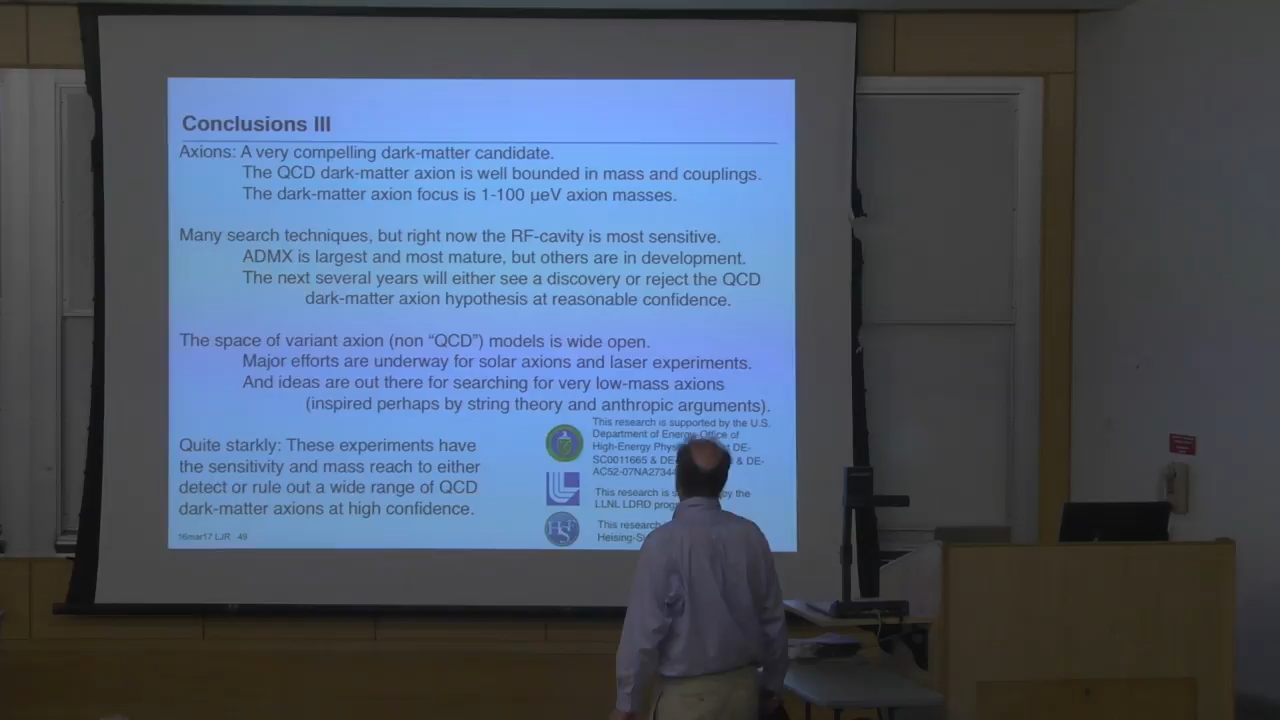 Conclusions III
Axions: A very compelling dark-matter candidate.
The QCD dark-matter axion is well bounded in mass and couplings.
The dark-matter axion focus is 1-100 µeV axion masses.
Many search techniques, but right now the RF-cavity is most sensitive.
ADMX is largest and most mature, but others are in development.
The next several years will either see a discovery or reject the QCD
dark-matter axion hypothesis at reasonable confidence.
The space of variant axion (non “QCD”) models is wide open.
Major efforts are underway for solar axions and laser experiments.
And ideas are out there for searching for very low-mass axions
(inspired perhaps by string theory and anthropic arguments).
Quite starkly: These experiments have
the sensitivity and mass reach to either
detect or rule out a wide range of QCD
dark-matter axions at high confidence.
This research is supported by the U.S.
Department of Energy Office of
High-Energy DE-
SC0011665 & & DE-
This research is by the
LLNL LDRD
This research
16mar17 LJR 49